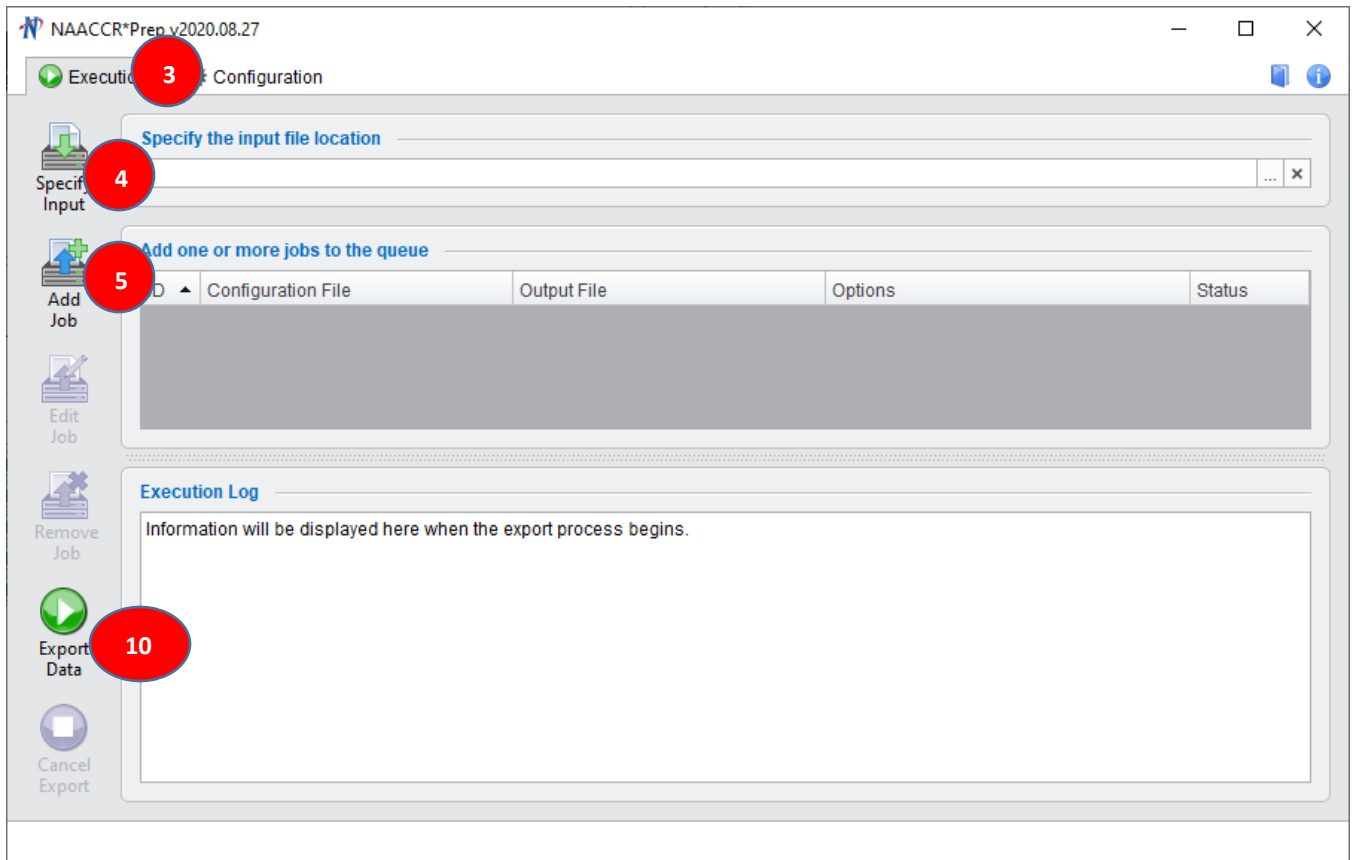 NAACCR*Prep v2020.08.27
3
Configuration
Specify the input file location
4
Input
...
Add one or more jobs to the queue
5
Configuration File
Output File
Options
Status
Add
Job
Edit
Job
Execution Log
Information will be displayed here when the export process begins.
Remove
Job
10
Export
Data
Cancel
Export